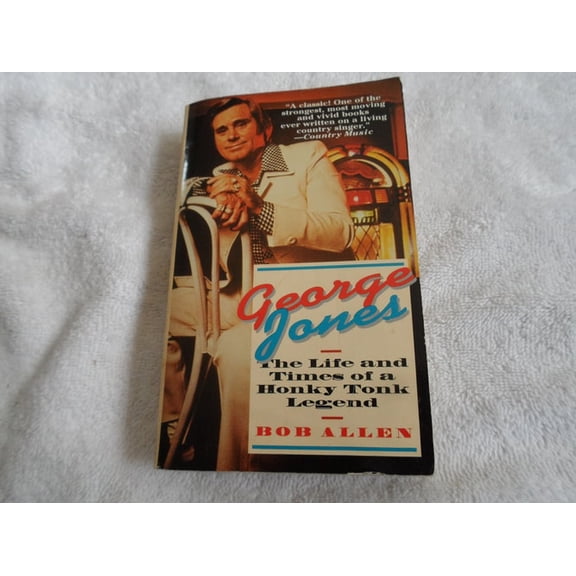 "A classic! One of the
strongest, most moving
and vivid books
ever written on a living
country singer."
—Country Music
George
Jones
The Life and
Times of a
Honky Tonk
Legend
BOB ALLEN